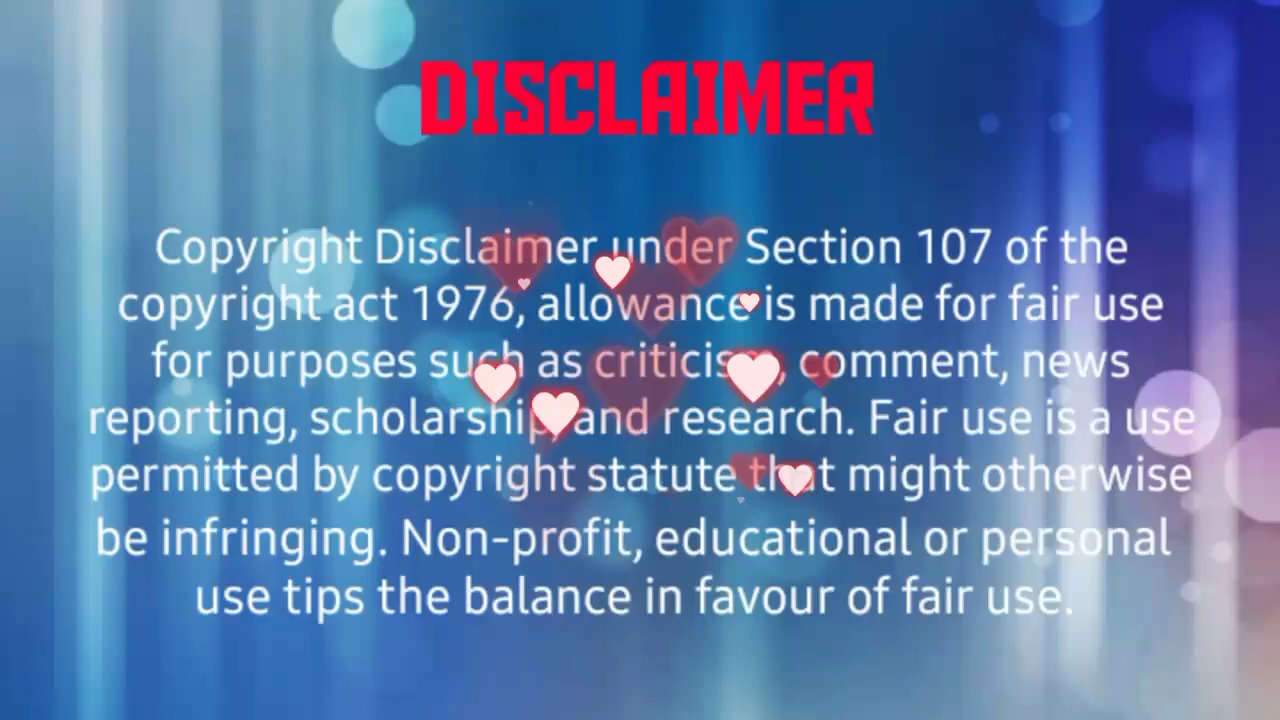 DISCLAIMER
Copyright Disclaimer under Section 107 of the
copyright act 1976, allowance is made for fair use
for purposes such as criticism, comment, news
reporting, scholarship, and research. Fair use is a use
permitted by copyright statute that might otherwise
be infringing. Non-profit, educational or personal
use tips the balance in favour of fair use.